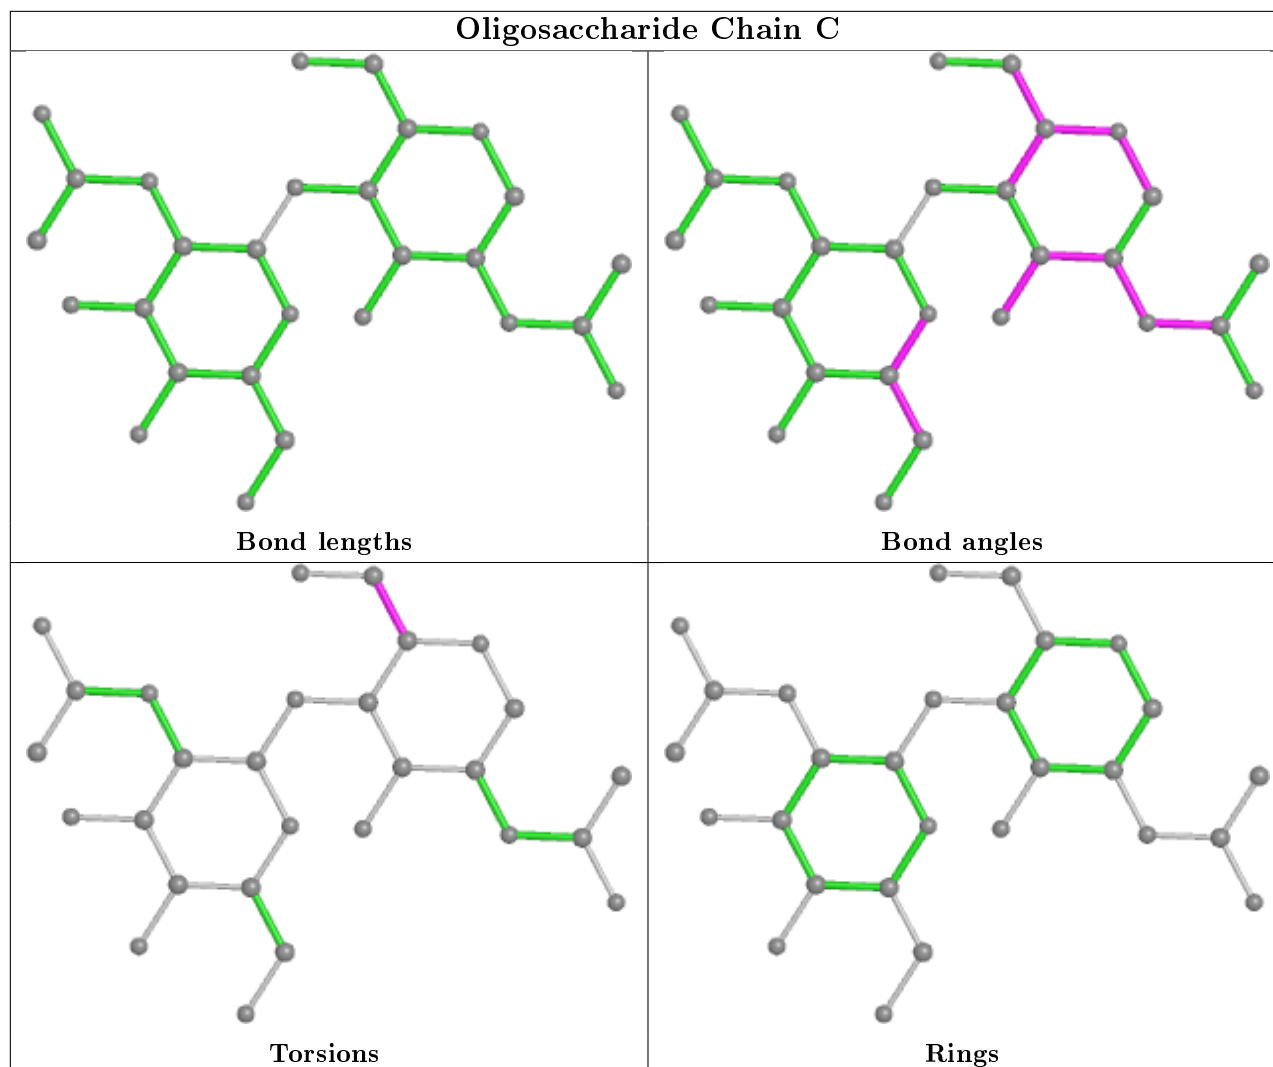 Oligosaccharide Chain C
Bond lengths
Bond angles
Torsions
Rings